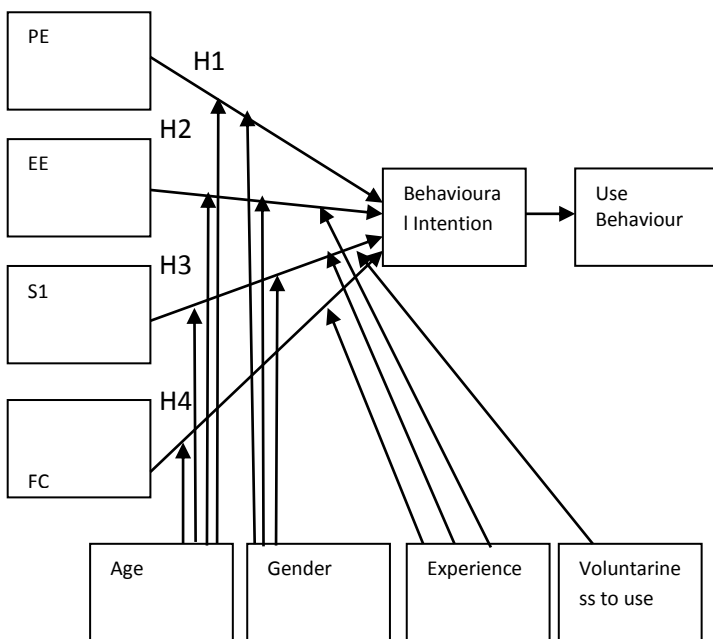 PE
H1
H2
EE
Behavioura
l Intention
Use
Behaviour
H3
S1
H4
FC
Age
Gender
Experience
Voluntarine
ss to use